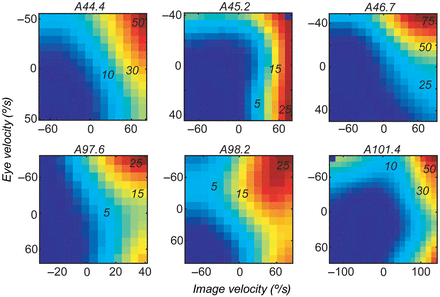 A44.4 A45.2 A46.7
−50 50 −40 15 −40 75
0 10 30 0 0 50
50 40 5 25 40 25
−60 0 60 −60 0 60 −60 0 60
Eye velocity (º/s)
A97.6 A98.2 A101.4
−60 25 −60 25 −60 10 50
15
0 5 0 5 15 0 30
60 60 60
−20 0 20 40 −60 0 60 −100 0 100
Image velocity (º/s)